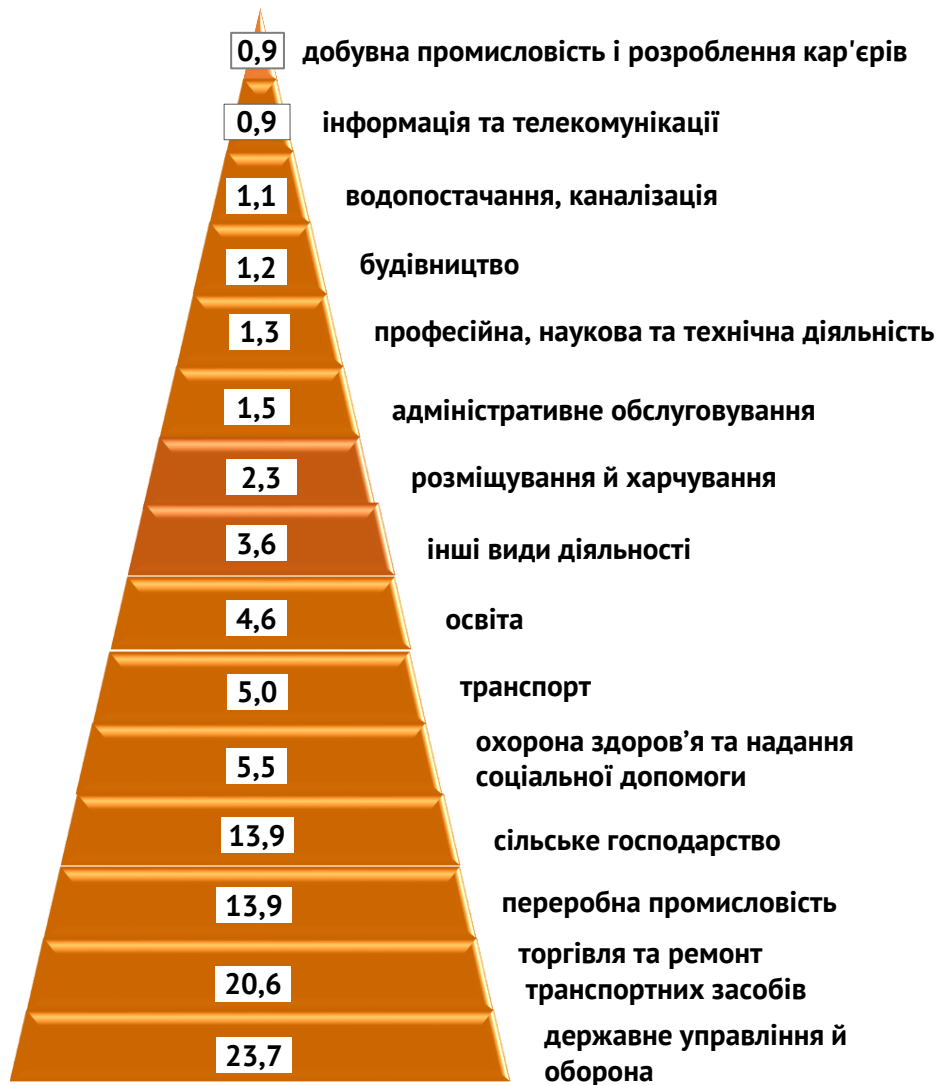 0,9 добувна промисловість і розроблення кар'єрів
0,9 інформація та телекомунікації
1,1 водопостачання, каналізація
1,2 будівництво
1,3 професійна, наукова та технічна діяльність
1,5 адміністративне обслуговування
2,3 розміщування й харчування
3,6 інші види діяльності
4,6 освіта
5,0 транспорт
5,5 охорона здоров’я та надання
соціальної допомоги
13,9 сільське господарство
13,9 переробна промисловість
20,6 торгівля та ремонт
транспортних засобів
23,7 державне управління й
оборона